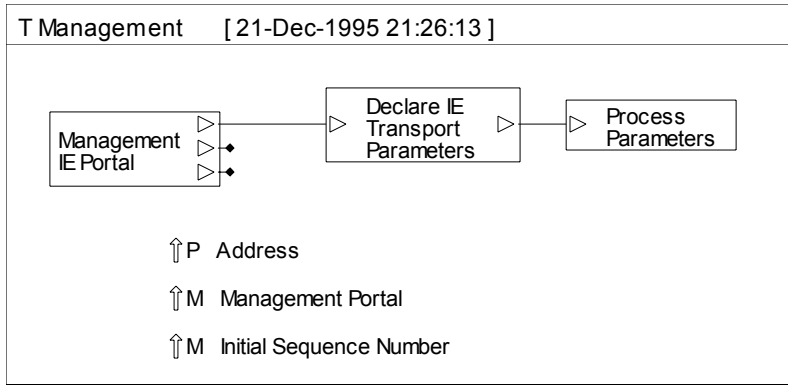 T Management [ 21-Dec-1995 21:26:13 ]
Management
IE Portal
Declare IE
Transport
Parameters
Process
Parameters
⇧P Address
⇧M Management Portal
⇧M Initial Sequence Number